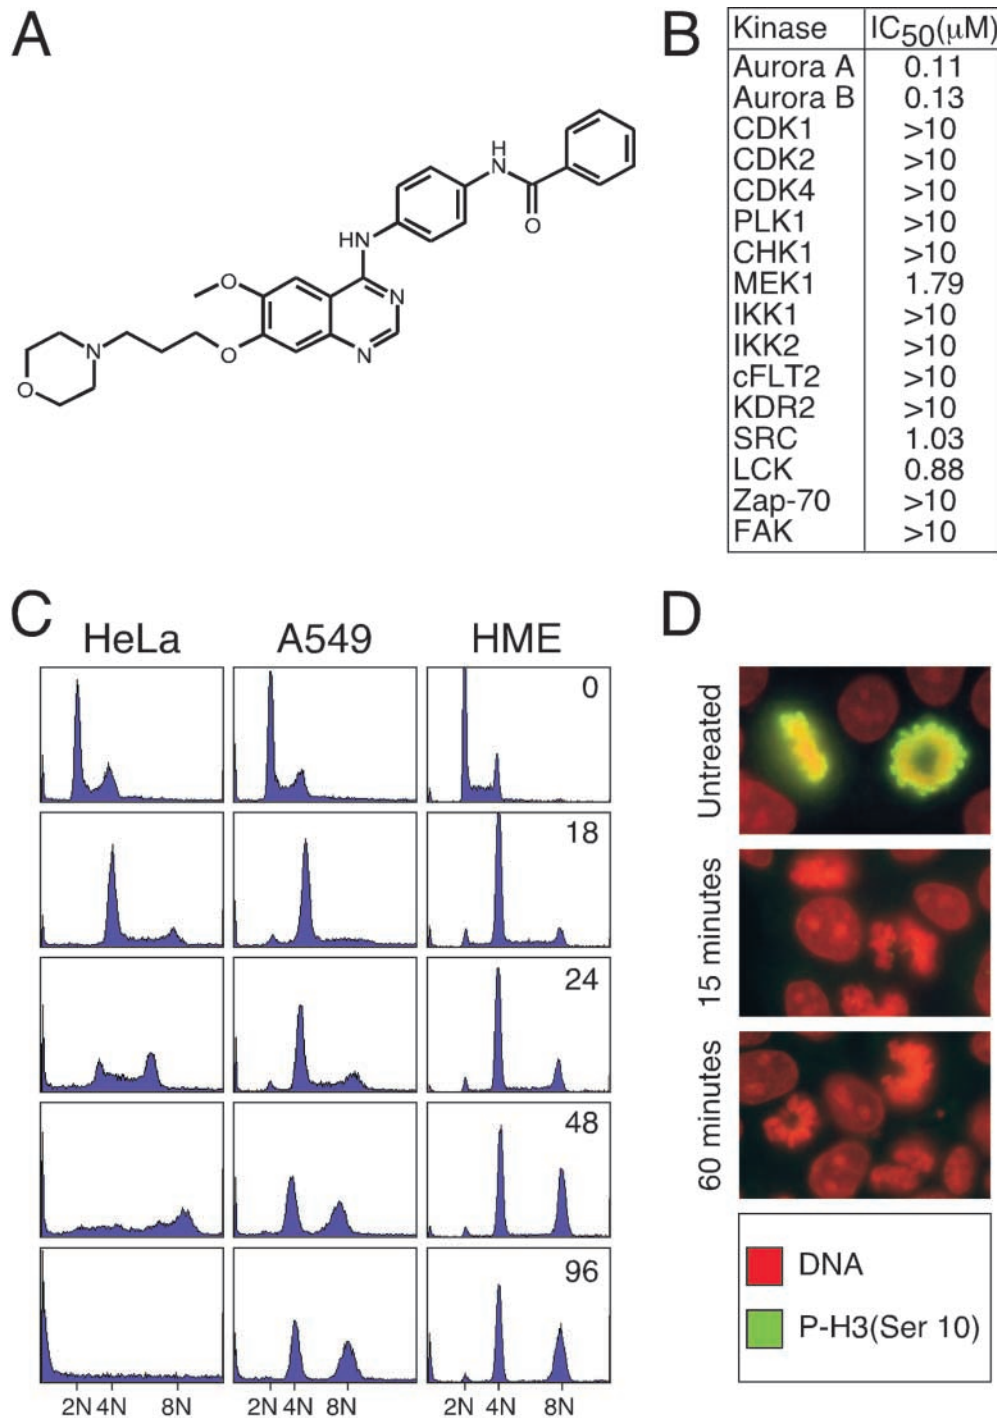 A
H
N
O
HN
O
N
N
O
N
O
B
Kinase IC50(μM)
Aurora A 0.11
Aurora B 0.13
CDK1 >10
CDK2 >10
CDK4 >10
PLK1 >10
CHK1 >10
MEK1 1.79
IKK1 >10
IKK2 >10
cFLT2 >10
KDR2 >10
SRC 1.03
LCK 0.88
Zap-70 >10
FAK >10
C
HeLa A549 HME
0
18
24
48
96
2N 4N 8N 2N 4N 8N 2N 4N 8N
D
Untreated
15 minutes
60 minutes
DNA
P-H3(Ser 10)